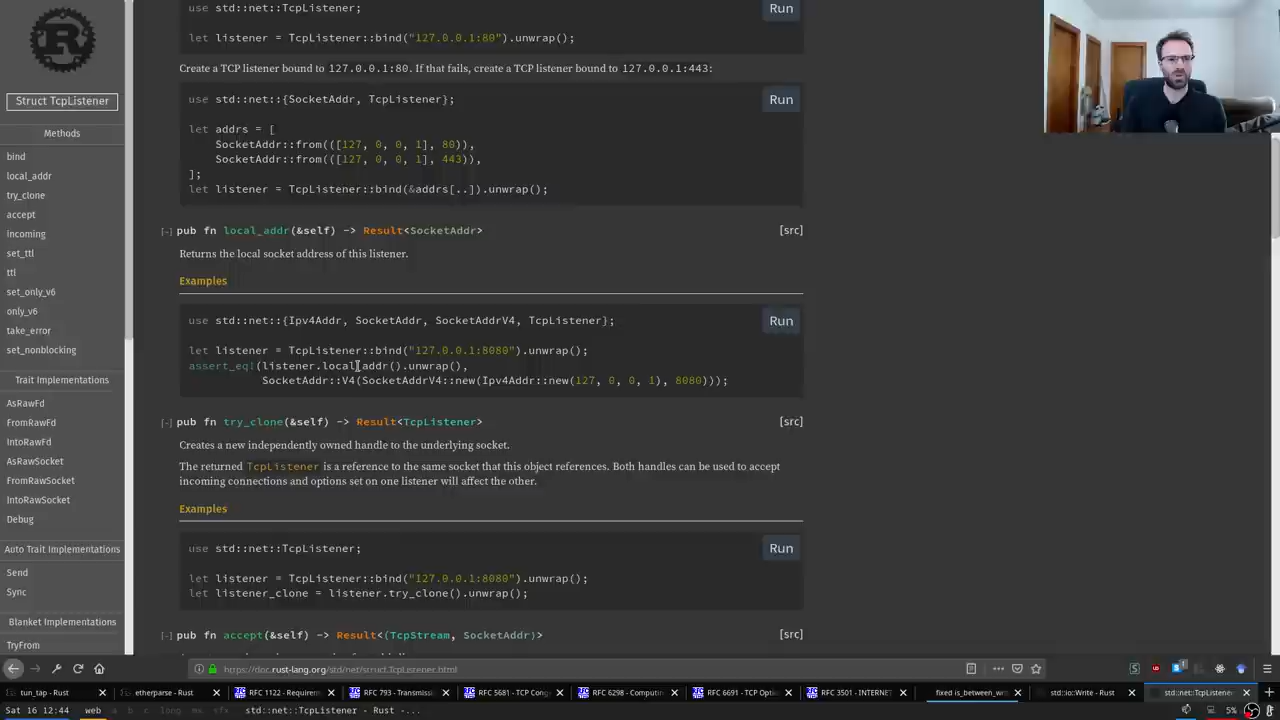 use std::net::TcpListener;
Run
let listener = TcpListener::bind("127.0.0.1:80").unwrap();
Create a TCP listener bound to 127.0.0.1:80. If that fails, create a TCP listener bound to 127.0.0.1:443:
use std::net::{SocketAddr, TcpListener};
Run
let addrs = [
SocketAddr::from(([127, 0, 0, 1], 80)),
SocketAddr::from(([127, 0, 0, 1], 443)),
];
let listener = TcpListener::bind(&addrs[..]).unwrap();
[-] pub fn local_addr(&self) -> Result<SocketAddr>
[src]
Returns the local socket address of this listener.
Examples
use std::net::{Ipv4Addr, SocketAddr, SocketAddrV4, TcpListener};
Run
let listener = TcpListener::bind("127.0.0.1:8080").unwrap();
assert_eq!(listener.local_addr().unwrap(),
SocketAddr::V4(SocketAddrV4::new(Ipv4Addr::new(127, 0, 0, 1), 8080)));
[-] pub fn try_clone(&self) -> Result<TcpListener>
[src]
Creates a new independently owned handle to the underlying socket.
The returned TcpListener is a reference to the same socket that this object references. Both handles can be used to accept
incoming connections and options set on one listener will affect the other.
Examples
use std::net::TcpListener;
Run
let listener = TcpListener::bind("127.0.0.1:8080").unwrap();
let listener_clone = listener.try_clone().unwrap();
[-] pub fn accept(&self) -> Result<(TcpStream, SocketAddr)>
[src]
Struct TcpListener
Methods
bind
local_addr
try_clone
accept
incoming
set_ttl
ttl
set_only_v6
only_v6
take_error
set_nonblocking
Trait Implementations
AsRawFd
FromRawFd
IntoRawFd
AsRawSocket
FromRawSocket
IntoRawSocket
Debug
Auto Trait Implementations
Send
Sync
Blanket Implementations
TryFrom
https://doc.rust-lang.org/std/net/struct.TcpListener.html
tun_tap - Rust
etherparse - Rust
RFC 1122 - Requirem
RFC 793 - Transmiss
RFC 5681 - TCP Cong
RFC 6298 - Computin
RFC 6691 - TCP Opti
RFC 3501 - INTERNET
fixed is_between_wr
std::io::Write - Rust
std::net::TcpListener
Sat 16 12:44
web a b c long mx sfx
std::net::TcpListener - Rust -...
5%